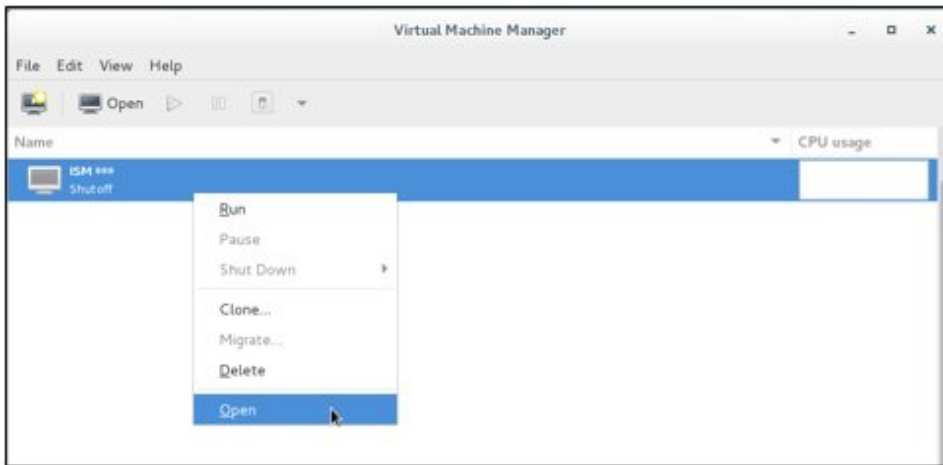 Virtual Machine Manager
File Edit View Help
Open
Name CPU usage
ISM ***
Shutoff
Run
Pause
Shut Down
Clone...
Migrate...
Delete
Open